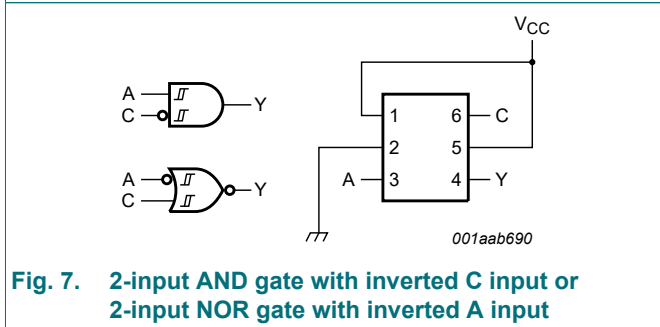 V_CC
A
C
Y
A
C
Y
1
2
3
6
5
4
C
A
Y
001aab690
Fig. 7. 2-input AND gate with inverted C input or
2-input NOR gate with inverted A input